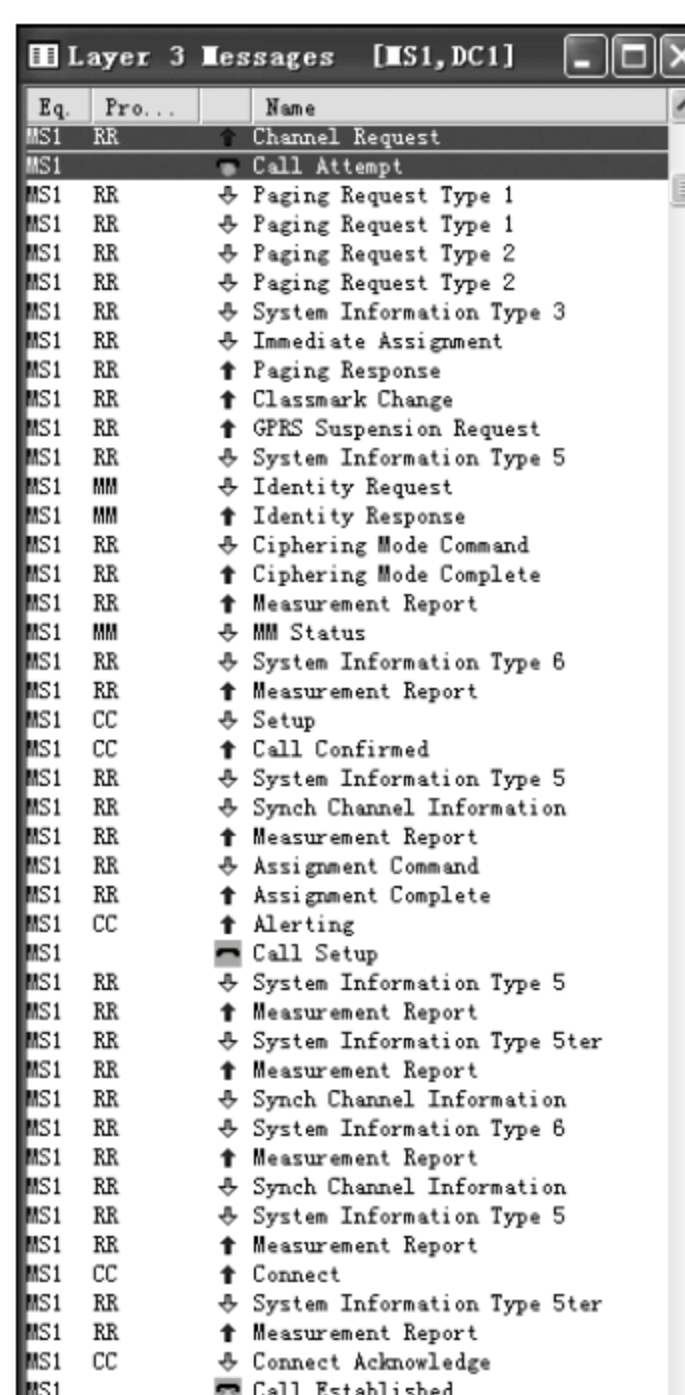 Layer 3 Messages [MS1,DC1]
Eq. Pro... Name
MS1 RR Channel Request
MS1 Call Attempt
MS1 RR Paging Request Type 1
MS1 RR Paging Request Type 1
MS1 RR Paging Request Type 2
MS1 RR Paging Request Type 2
MS1 RR System Information Type 3
MS1 RR Immediate Assignment
MS1 RR Paging Response
MS1 RR Classmark Change
MS1 RR GPRS Suspension Request
MS1 RR System Information Type 5
MS1 MM Identity Request
MS1 MM Identity Response
MS1 RR Ciphering Mode Command
MS1 RR Ciphering Mode Complete
MS1 RR Measurement Report
MS1 MM MM Status
MS1 RR System Information Type 6
MS1 RR Measurement Report
MS1 CC Setup
MS1 CC Call Confirmed
MS1 RR System Information Type 5
MS1 RR Synch Channel Information
MS1 RR Measurement Report
MS1 RR Assignment Command
MS1 RR Assignment Complete
MS1 CC Alerting
MS1 Call Setup
MS1 RR System Information Type 5
MS1 RR Measurement Report
MS1 RR System Information Type 5ter
MS1 RR Measurement Report
MS1 RR Synch Channel Information
MS1 RR System Information Type 6
MS1 RR Measurement Report
MS1 RR Synch Channel Information
MS1 RR System Information Type 5
MS1 RR Measurement Report
MS1 CC Connect
MS1 RR System Information Type 5ter
MS1 RR Measurement Report
MS1 CC Connect Acknowledge
MS1 Call Established